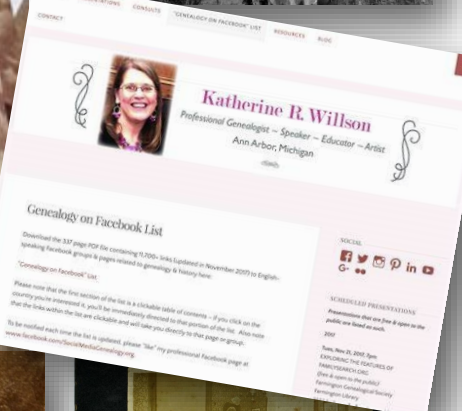 CONSULTS
"GENEALOGY ON FACEBOOK" LIST
RESOURCES
BLOG
CONTACT
Katherine R. Willson
Professional Genealogist ~ Speaker ~ Educator ~ Artist
Ann Arbor, Michigan
Genealogy on Facebook List
Download the 337 page PDF file containing 11,700+ links (updated in November 2017) to English-
speaking Facebook groups & pages related to genealogy & history here:
"Genealogy on Facebook" List
Please note that the first section of the list is a clickable table of contents – if you click on the
country you're interested it, you'll be immediately directed to that portion of the list. Also note
that the links within the list are clickable and will take you directly to that page or group.
To be notified each time the list is updated, please "like" my professional Facebook page at
www.facebook.com/SocialMediaGenealogy.org.
SOCIAL
SCHEDULED PRESENTATIONS
Presentations that are free & open to the
public are listed as such.
2017
Tues, Nov 21, 2017, 7pm
EXPLORING THE FEATURES OF
FAMILYSEARCH.ORG
(free & open to the public)
Farmington Genealogical Society
Farmington Library